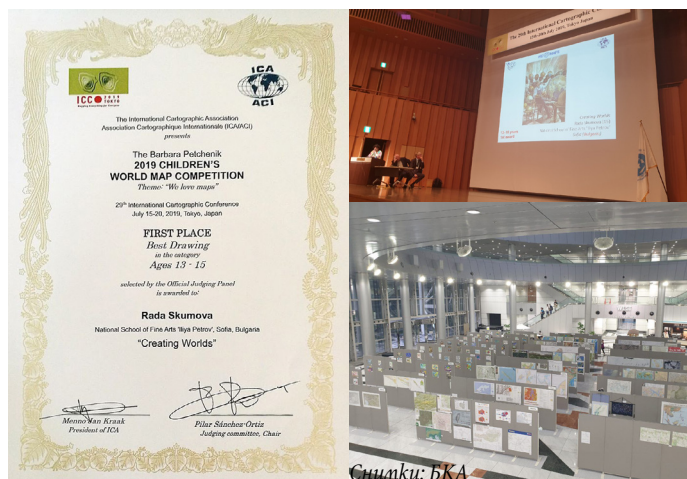 ICC 2019 TOKYO
ICA
ACI
The International Cartographic Association
Association Cartographique Internationale (ICA/ACI)
presents
The Barbara Petchenik
2019 CHILDREN'S
WORLD MAP COMPETITION
Theme: "We love maps"
29th International Cartographic Conference
July 15-20, 2019, Tokyo, Japan
FIRST PLACE
Best Drawing
in the category
Ages 13 - 15
selected by the Official Judging Panel
is awarded to:
Rada Skumova
National School of Fine Arts 'Iliya Petrov', Sofia, Bulgaria
"Creating Worlds"
Menno-Jan Kraak
President of ICA
Pilar Sánchez-Ortiz
Judging committee, Chair
The 29th International Cartographic
Creating Worlds
Снимки: БКА